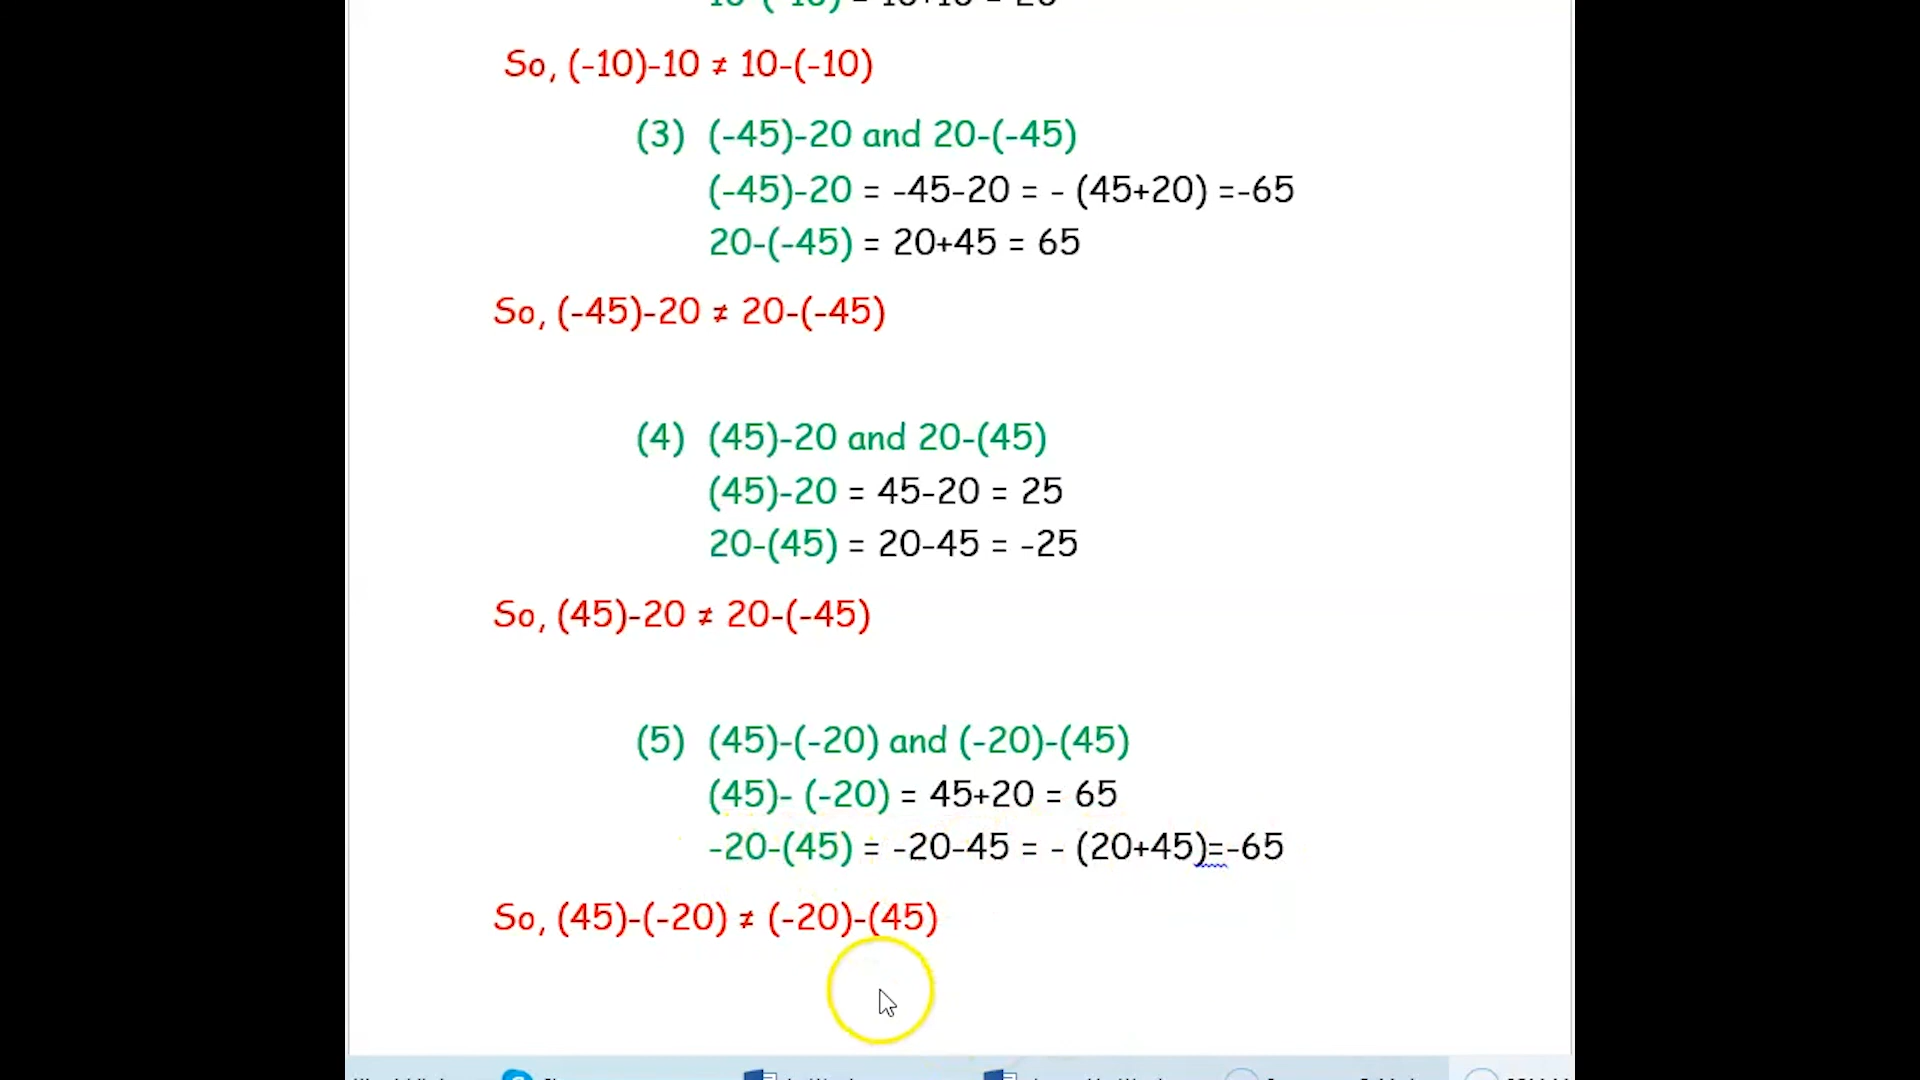 So, (-10)-10 ≠ 10-(-10)
(3) (-45)-20 and 20-(-45)
(-45)-20 = -45-20 = - (45+20) =-65
20-(-45) = 20+45 = 65
So, (-45)-20 ≠ 20-(-45)
(4) (45)-20 and 20-(45)
(45)-20 = 45-20 = 25
20-(45) = 20-45 = -25
So, (45)-20 ≠ 20-(-45)
(5) (45)-(-20) and (-20)-(45)
(45)- (-20) = 45+20 = 65
-20-(45) = -20-45 = - (20+45)=-65
So, (45)-(-20) ≠ (-20)-(45)